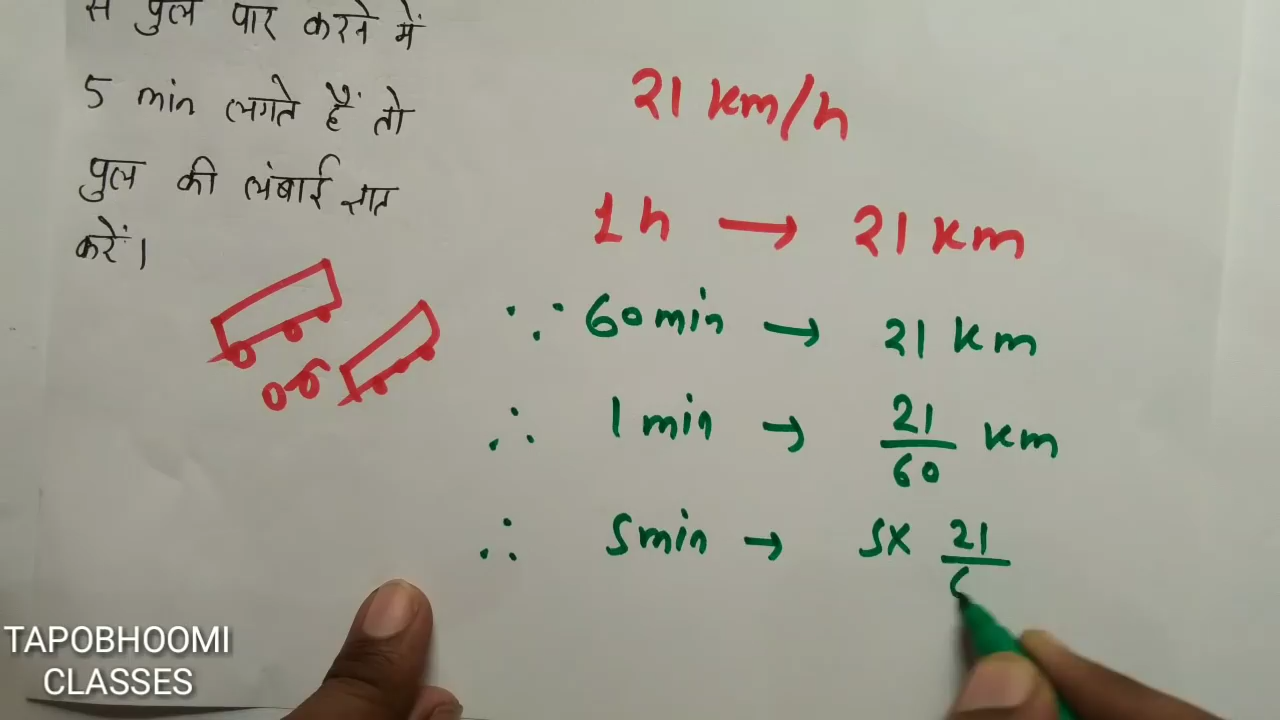 से पुल पार करने में
5 min लगते हैं तो
पुल की लंबाई ज्ञात
करें।
21 km/h
1 h → 21 km
∵ 60 min → 21 km
∴ 1 min → 21/60 km
∴ 5 min → 5 × 21/6
TAPOBHOOMI
CLASSES